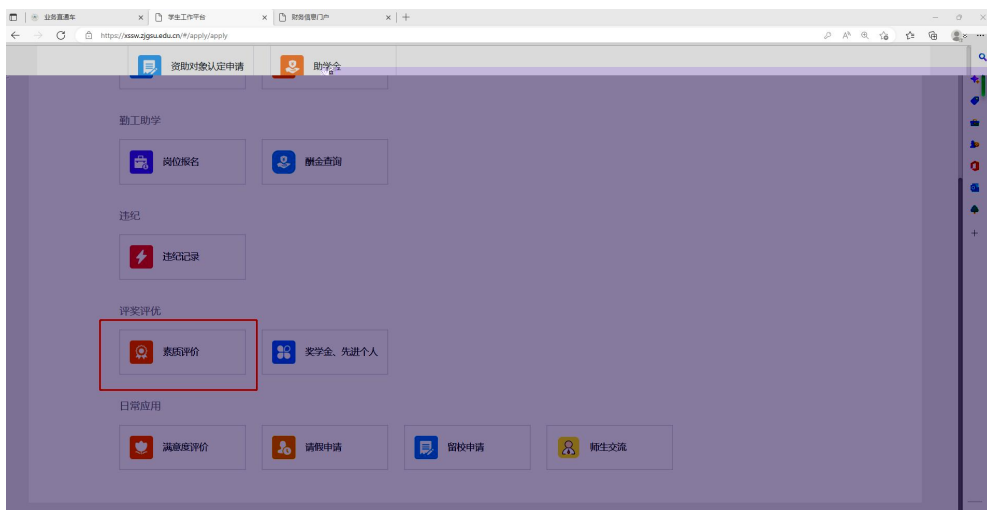 业务直通车
学生工作平台
财务信息门户
https://xssw.zjgsu.edu.cn/#/apply/apply
资助对象认定申请
助学金
勤工助学
岗位报名
酬金查询
违纪
违纪记录
评奖评优
素质评价
奖学金、先进个人
日常应用
满意度评价
请假申请
留校申请
师生交流